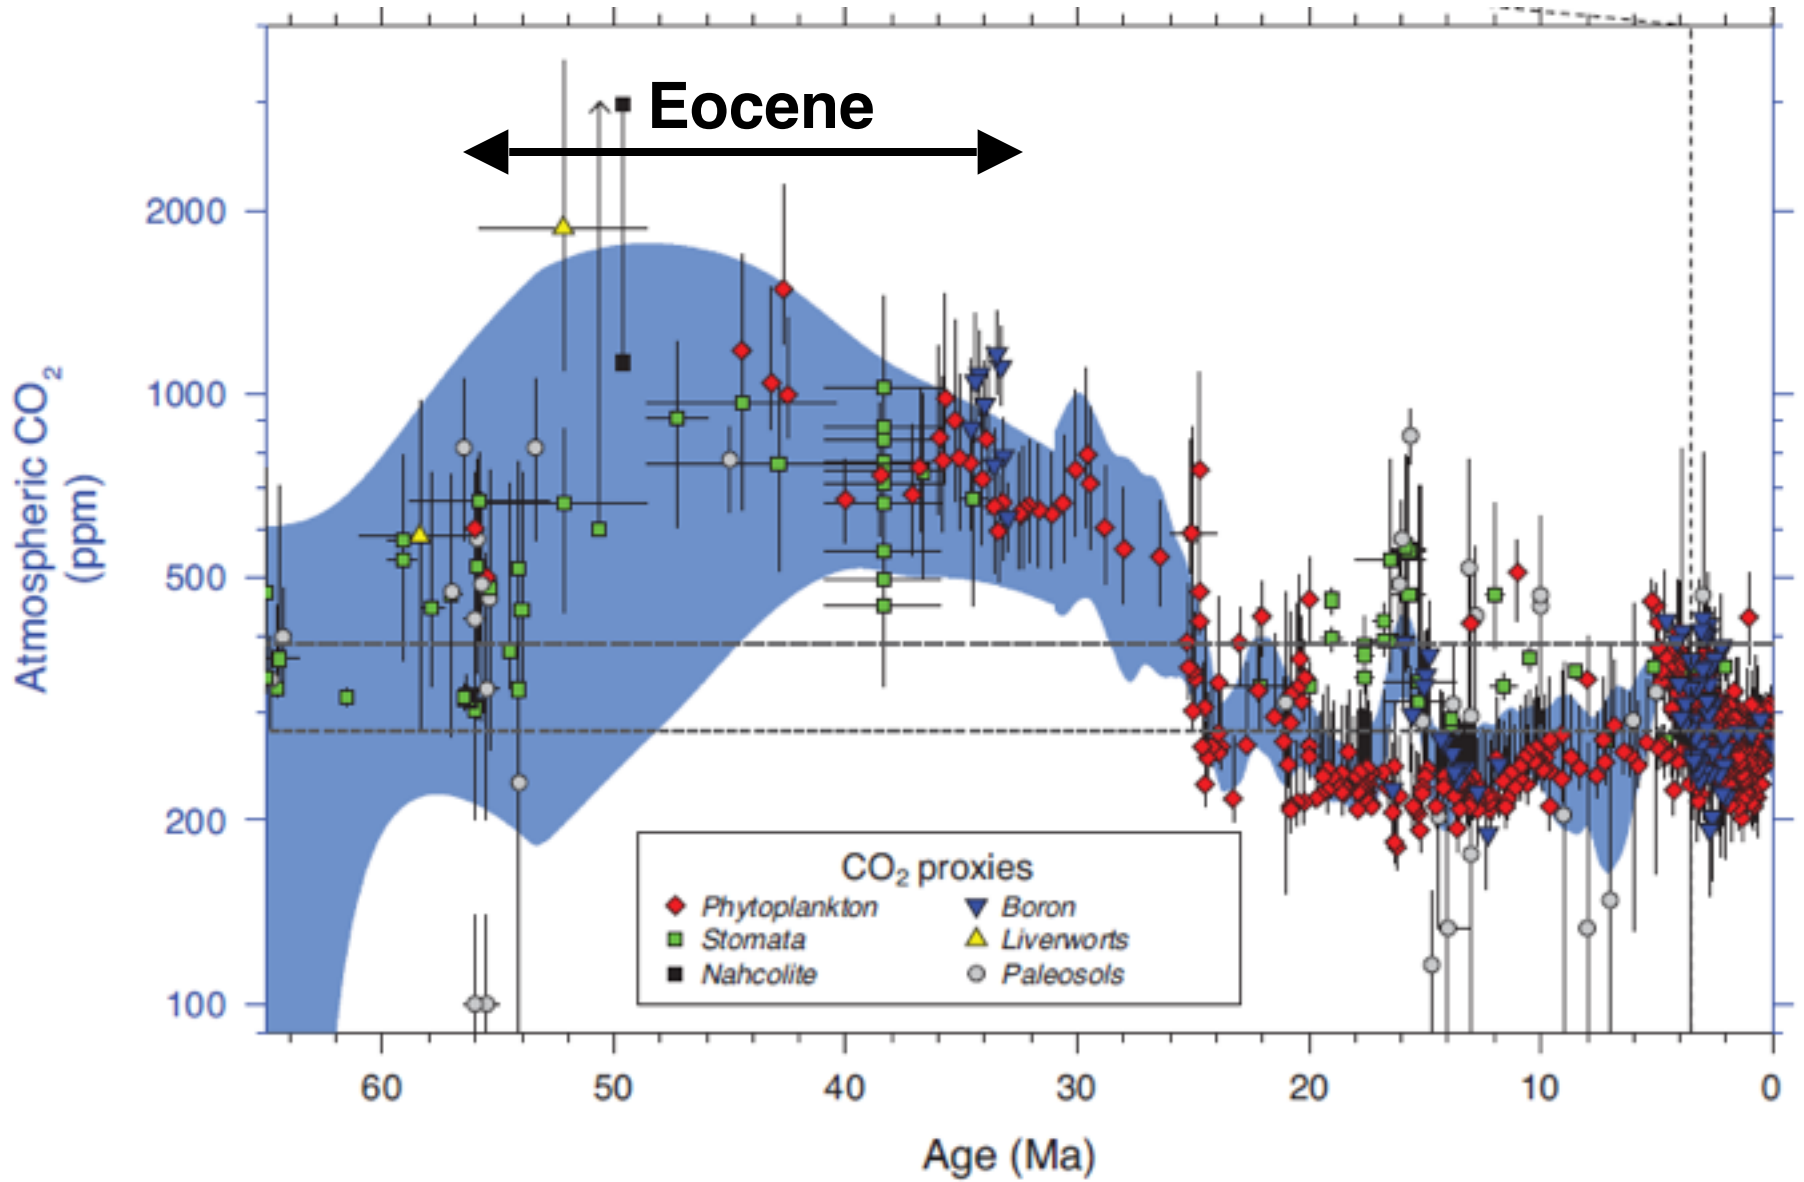 Eocene
Atmospheric CO₂
(ppm)
2000
1000
500
200
100
CO₂ proxies
Phytoplankton
Boron
Stomata
Liverworts
Nahcolite
Paleosols
60
50
40
30
20
10
0
Age (Ma)